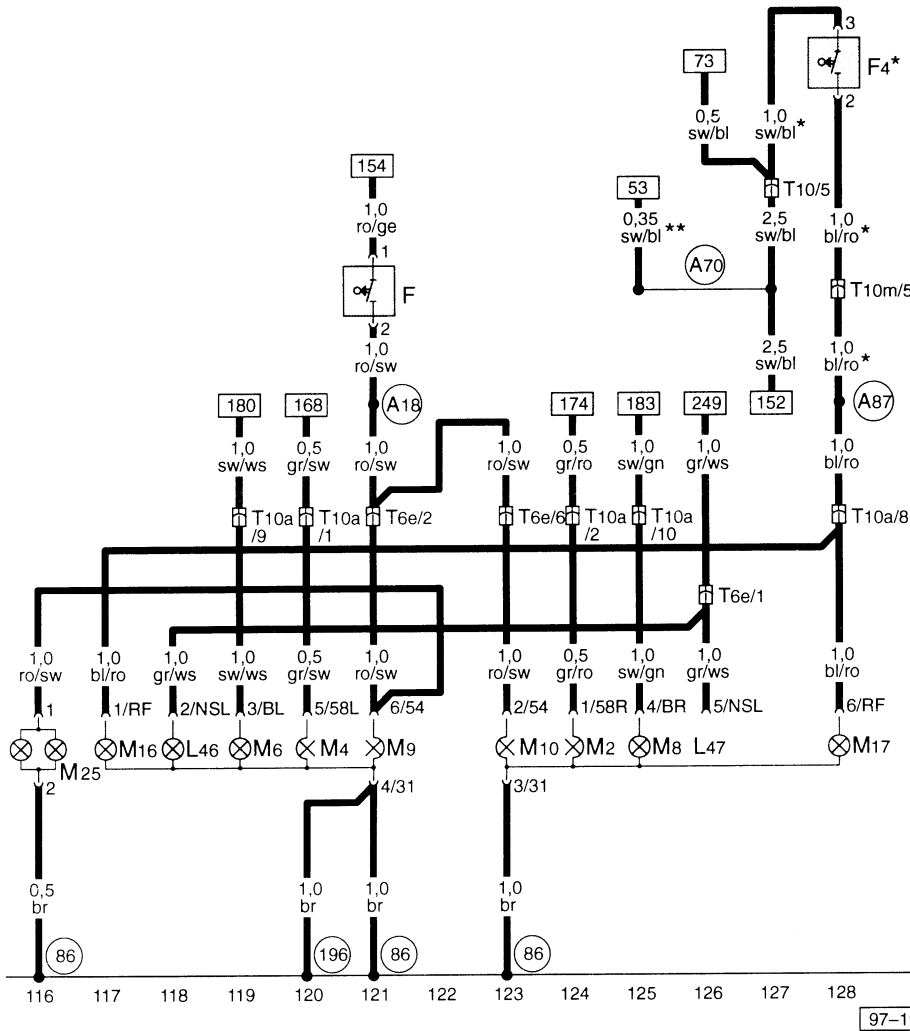 3
F4*
2
73
0,5
sw/bl
1,0
sw/bl*
154
53
T10/5
1,0
ro/ge
0,35
sw/bl**
2,5
sw/bl
1,0
bl/ro*
1
A70
F
T10m/5
2
1,0
ro/sw
2,5
sw/bl
1,0
bl/ro*
180
168
A18
174
183
249
152
A87
1,0
sw/ws
0,5
gr/sw
1,0
ro/sw
1,0
ro/sw
0,5
gr/ro
1,0
sw/gn
1,0
gr/ws
1,0
bl/ro
T10a
/9
T10a
/1
T6e/2
T6e/6
T10a
/2
T10a
/10
T10a/8
T6e/1
1,0
ro/sw
1,0
bl/ro
1,0
gr/ws
1,0
sw/ws
0,5
gr/sw
1,0
ro/sw
1,0
ro/sw
0,5
gr/ro
1,0
sw/gn
1,0
gr/ws
1,0
bl/ro
1
1/RF
2/NSL
3/BL
5/58L
6/54
2/54
1/58R
4/BR
5/NSL
6/RF
M25
M16
L46
M6
M4
M9
M10
M2
M8
L47
M17
2
4/31
3/31
0,5
br
1,0
br
1,0
br
1,0
br
86
196
86
86
116 117 118 119 120 121 122 123 124 125 126 127 128
97-1